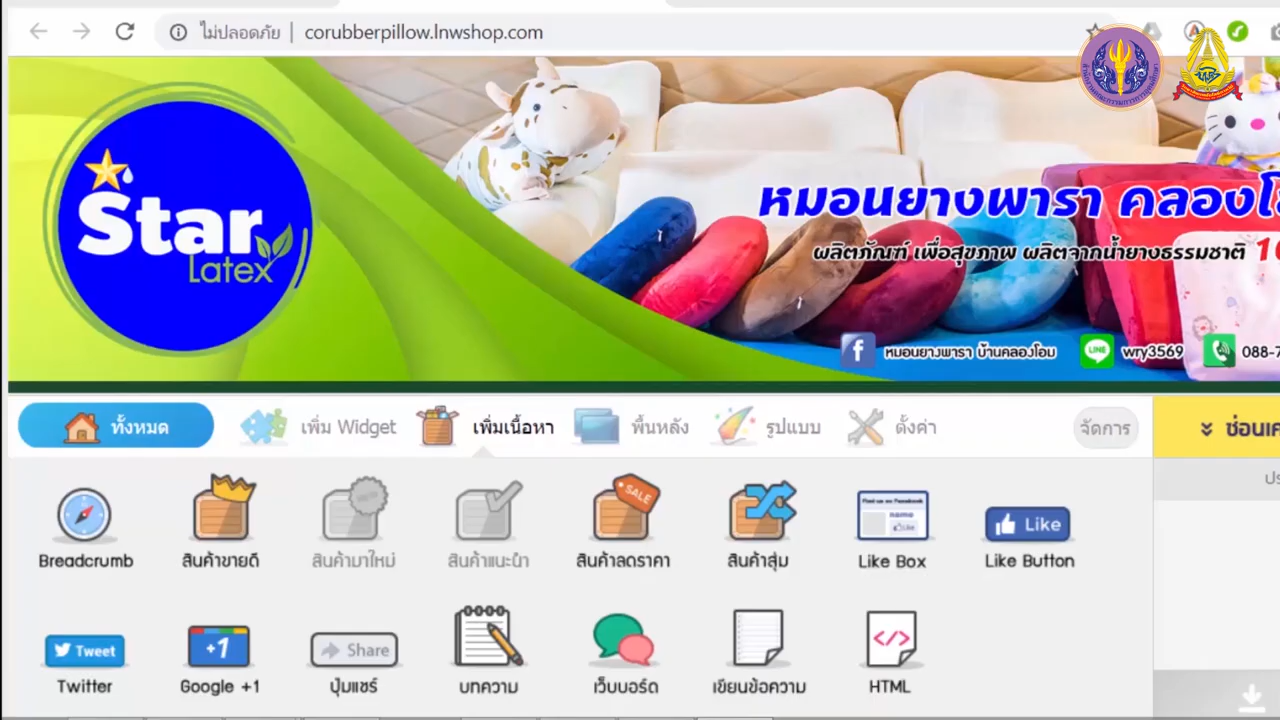 ไม่ปลอดภัย | corubberpillow.lnwshop.com
Star
Latex
หมอนยางพารา
ผลิตภัณฑ์ เพื่อสุขภาพ ผลิตจากน้ำยางธรรมชาติ
หมอนยางพารา บ้านคลองโอม
LINE
wry3569
088-7
ทั้งหมด
เพิ่ม Widget
เพิ่มเนื้อหา
พื้นหลัง
รูปแบบ
ตั้งค่า
จัดการ
SALE
Find us on Facebook
name
Like
Like
Breadcrumb
สินค้าขายดี
สินค้ามาใหม่
สินค้าแนะนำ
สินค้าลดราคา
สินค้าสุ่ม
Like Box
Like Button
Tweet
+1
Share
</>
Twitter
Google +1
ปุ่มแชร์
บทความ
เว็บบอร์ด
เขียนข้อความ
HTML